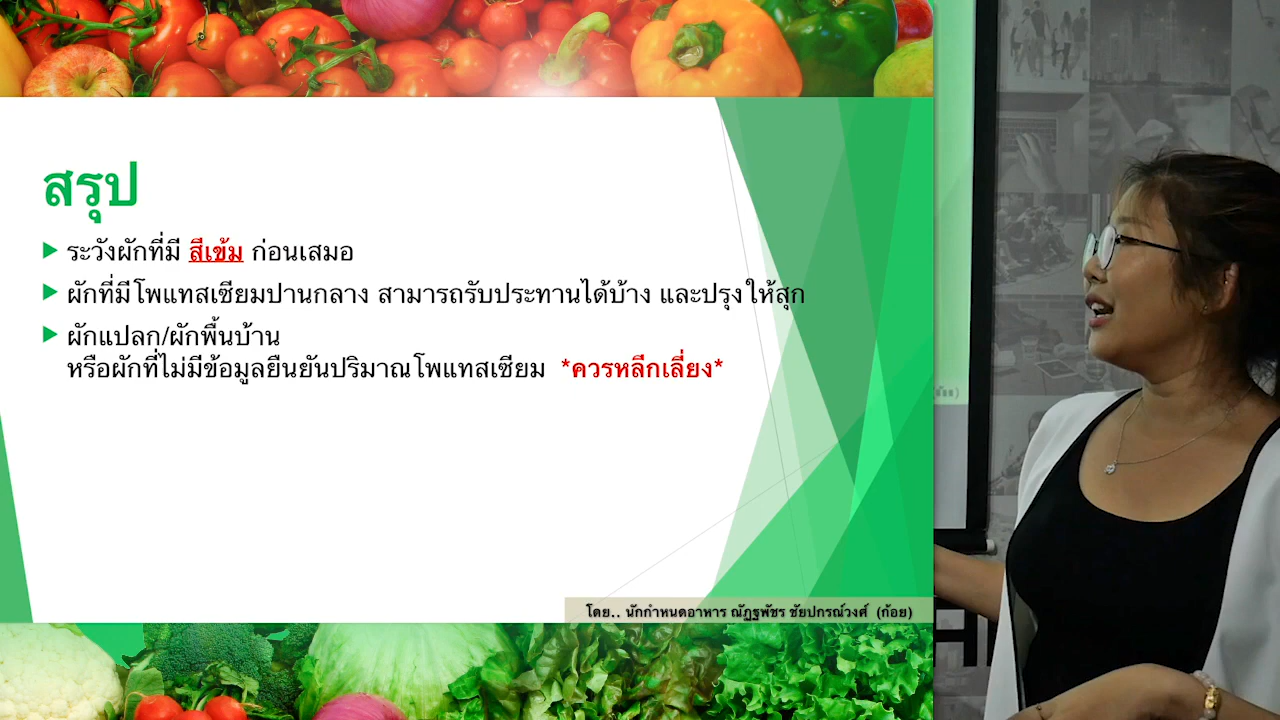 สรุป
ระวังผักที่มี สีเข้ม ก่อนเสมอ
ผักที่มีโพแทสเซียมปานกลาง สามารถรับประทานได้บ้าง และปรุงให้สุก
ผักแปลก/ผักพื้นบ้าน
หรือผักที่ไม่มีข้อมูลยืนยันปริมาณโพแทสเซียม *ควรหลีกเลี่ยง*
โดย.. นักกำหนดอาหาร ณัฏฐพัชร ชัยปกรณ์วงศ์ (ก้อย)